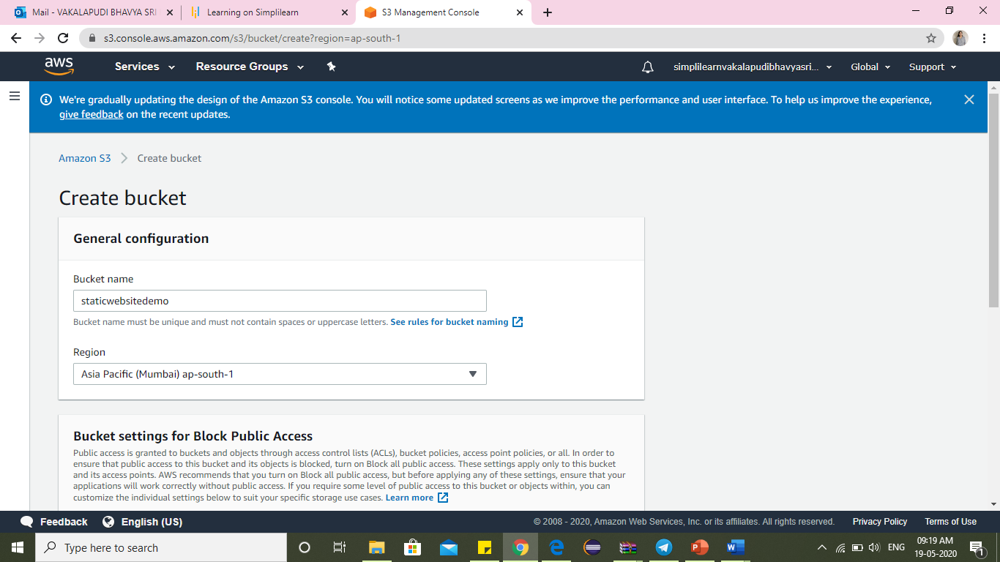 Mail - VAKALAPUDI BHAVYA SRI
Learning on Simplilearn
S3 Management Console
s3.console.aws.amazon.com/s3/bucket/create?region=ap-south-1
aws
Services
Resource Groups
simplilearnvakalapudibhavyasri...
Global
Support
We're gradually updating the design of the Amazon S3 console. You will notice some updated screens as we improve the performance and user interface. To help us improve the experience,
give feedback on the recent updates.
Amazon S3
Create bucket
Create bucket
General configuration
Bucket name
staticwebsitedemo
Bucket name must be unique and must not contain spaces or uppercase letters. See rules for bucket naming
Region
Asia Pacific (Mumbai) ap-south-1
Bucket settings for Block Public Access
Public access is granted to buckets and objects through access control lists (ACLs), bucket policies, access point policies, or all. In order to
ensure that public access to this bucket and its objects is blocked, turn on Block all public access. These settings apply only to this bucket
and its access points. AWS recommends that you turn on Block all public access, but before applying any of these settings, ensure that your
applications will work correctly without public access. If you require some level of public access to this bucket or objects within, you can
customize the individual settings below to suit your specific storage use cases. Learn more
Feedback
English (US)
© 2008 - 2020, Amazon Web Services, Inc. or its affiliates. All rights reserved.
Privacy Policy
Terms of Use
Type here to search
ENG
09:19 AM
19-05-2020
1